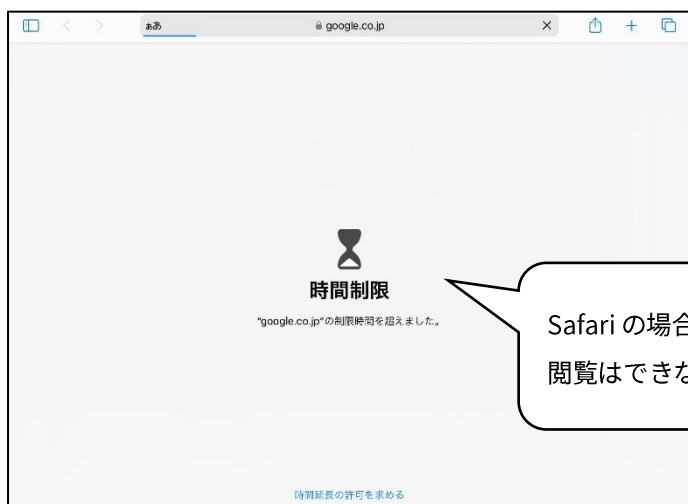 ぁあ
google.co.jp
時間制限
"google.co.jp"の制限時間を超えました。
Safari の場合
閲覧はできな
時間延長の許可を求める